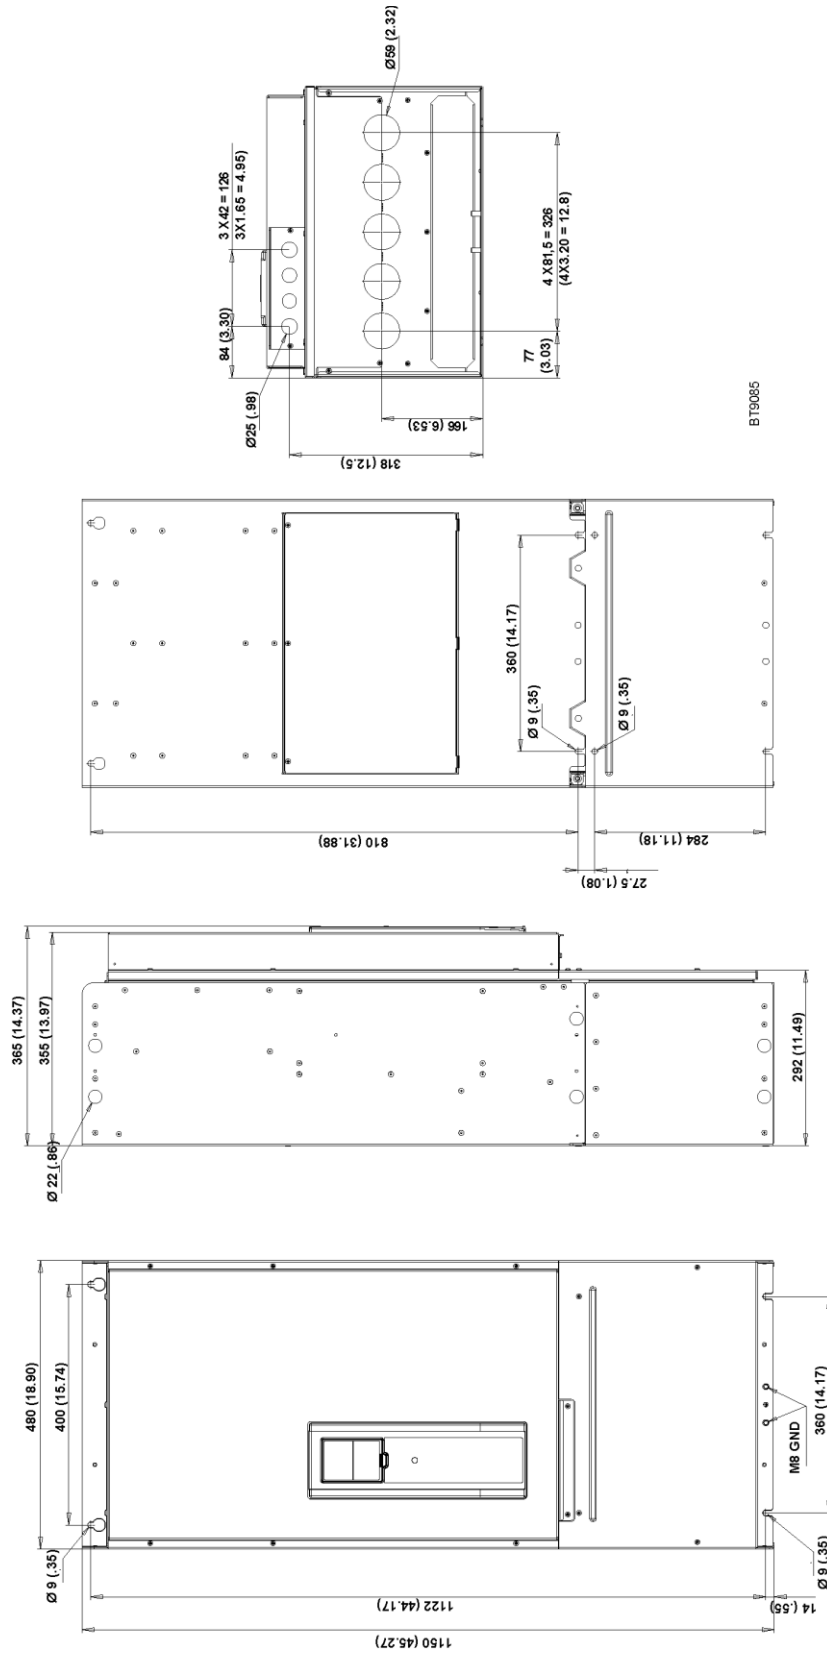 Ø59 (2.32)
3 X42 = 126
3X1.65 = 4.95)
84 (3.30)
Ø25 (.98)
4 X81,5 = 326
(4X3.20 = 12.8)
77
(3.03)
166 (6.53)
318 (12.5)
BT9085
360 (14.17)
Ø 9 (.35)
Ø 9 (.35)
810 (31.88)
284 (11.18)
27.5 (1.08)
365 (14.37)
355 (13.97)
Ø 22 (.86)
292 (11.49)
480 (18.90)
400 (15.74)
Ø 9 (.35)
M8 GND
360 (14.17)
Ø 9 (.35)
1122 (44.17)
14 (.55)
1150 (45.27)